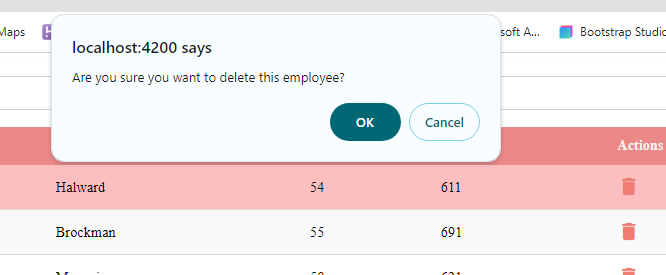 Maps
localhost:4200 says
soft A...
Bootstrap Studio
Are you sure you want to delete this employee?
OK
Cancel
Actions
Halward 54 611
Brockman 55 691